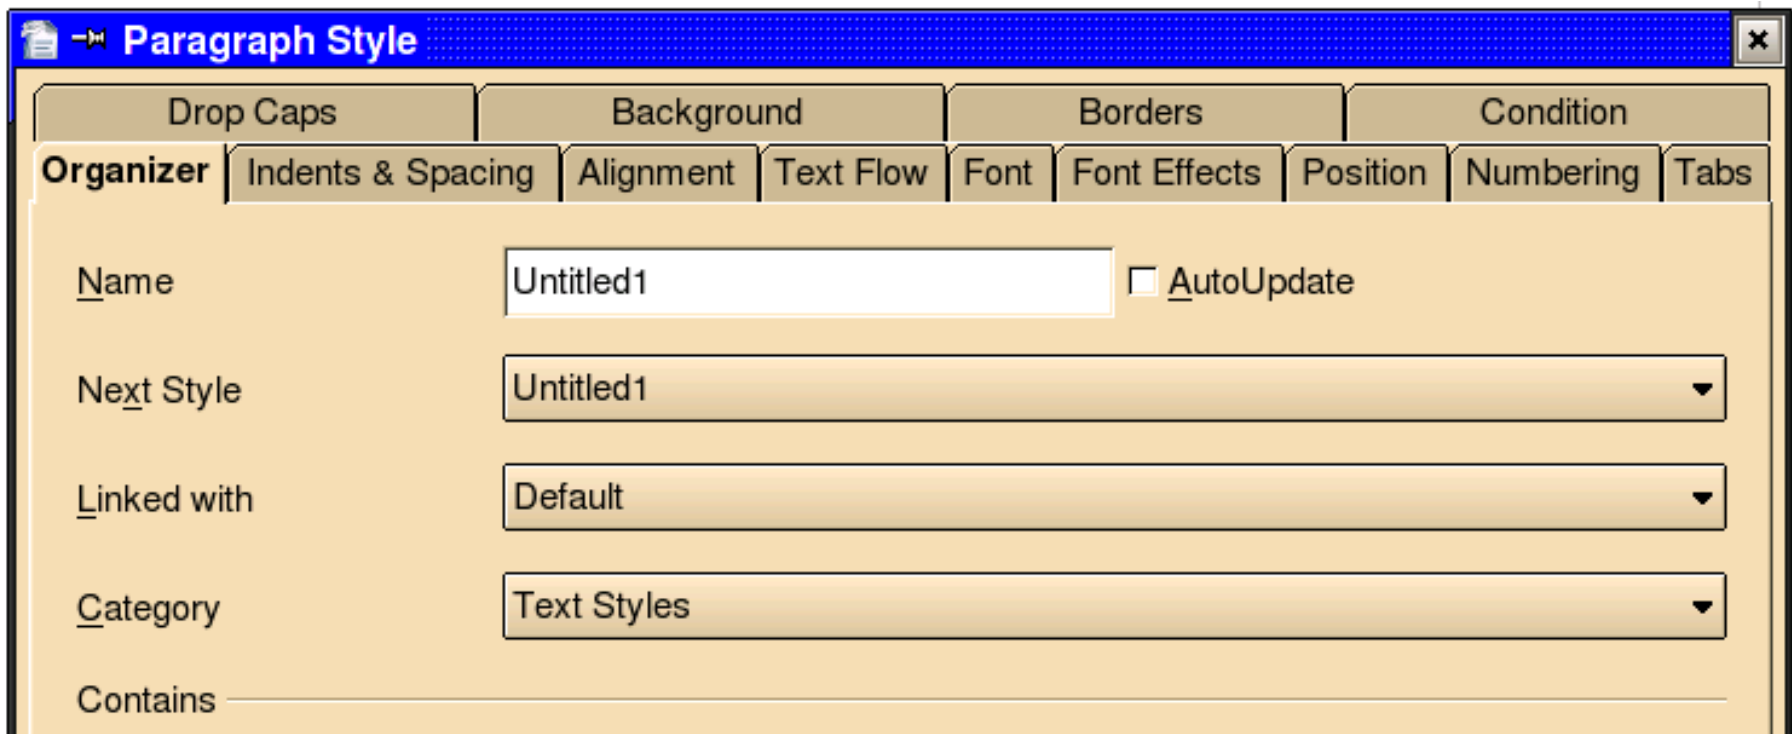 Paragraph Style
Drop Caps Background Borders Condition
Organizer Indents & Spacing Alignment Text Flow Font Font Effects Position Numbering Tabs
Name Untitled1 AutoUpdate
Next Style Untitled1
Linked with Default
Category Text Styles
Contains